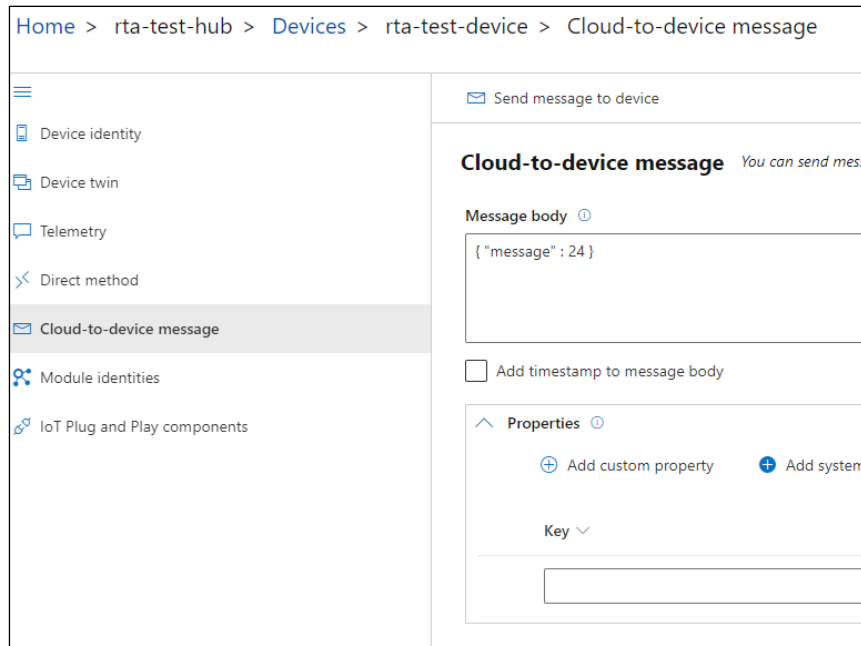 Home > rta-test-hub > Devices > rta-test-device > Cloud-to-device message
Device identity
Device twin
Telemetry
Direct method
Cloud-to-device message
Module identities
IoT Plug and Play components
Send message to device
Cloud-to-device message You can send mes
Message body
{ "message" : 24 }
Add timestamp to message body
Properties
Add custom property Add system
Key